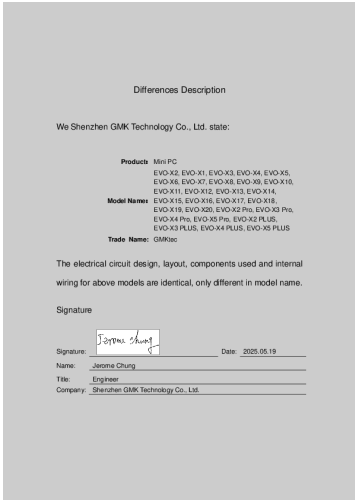 Differences Description
We Shenzhen GMK Technology Co., Ltd. state:
Product: Mini PC
EVO-X2, EVO-X1, EVO-X3, EVO-X4, EVO-X5,
EVO-X6, EVO-X7, EVO-X8, EVO-X9, EVO-X10,
EVO-X11, EVO-X12, EVO-X13, EVO-X14,
Model Name: EVO-X15, EVO-X16, EVO-X17, EVO-X18,
EVO-X19, EVO-X20, EVO-X2 Pro, EVO-X3 Pro,
EVO-X4 Pro, EVO-X5 Pro, EVO-X2 PLUS,
EVO-X3 PLUS, EVO-X4 PLUS, EVO-X5 PLUS
Trade Name: GMKtec
The electrical circuit design, layout, components used and internal
wiring for above models are identical, only different in model name.
Signature
Signature: Jerome Chung Date: 2025.05.19
Name: Jerome Chung
Title: Engineer
Company: Shenzhen GMK Technology Co., Ltd.